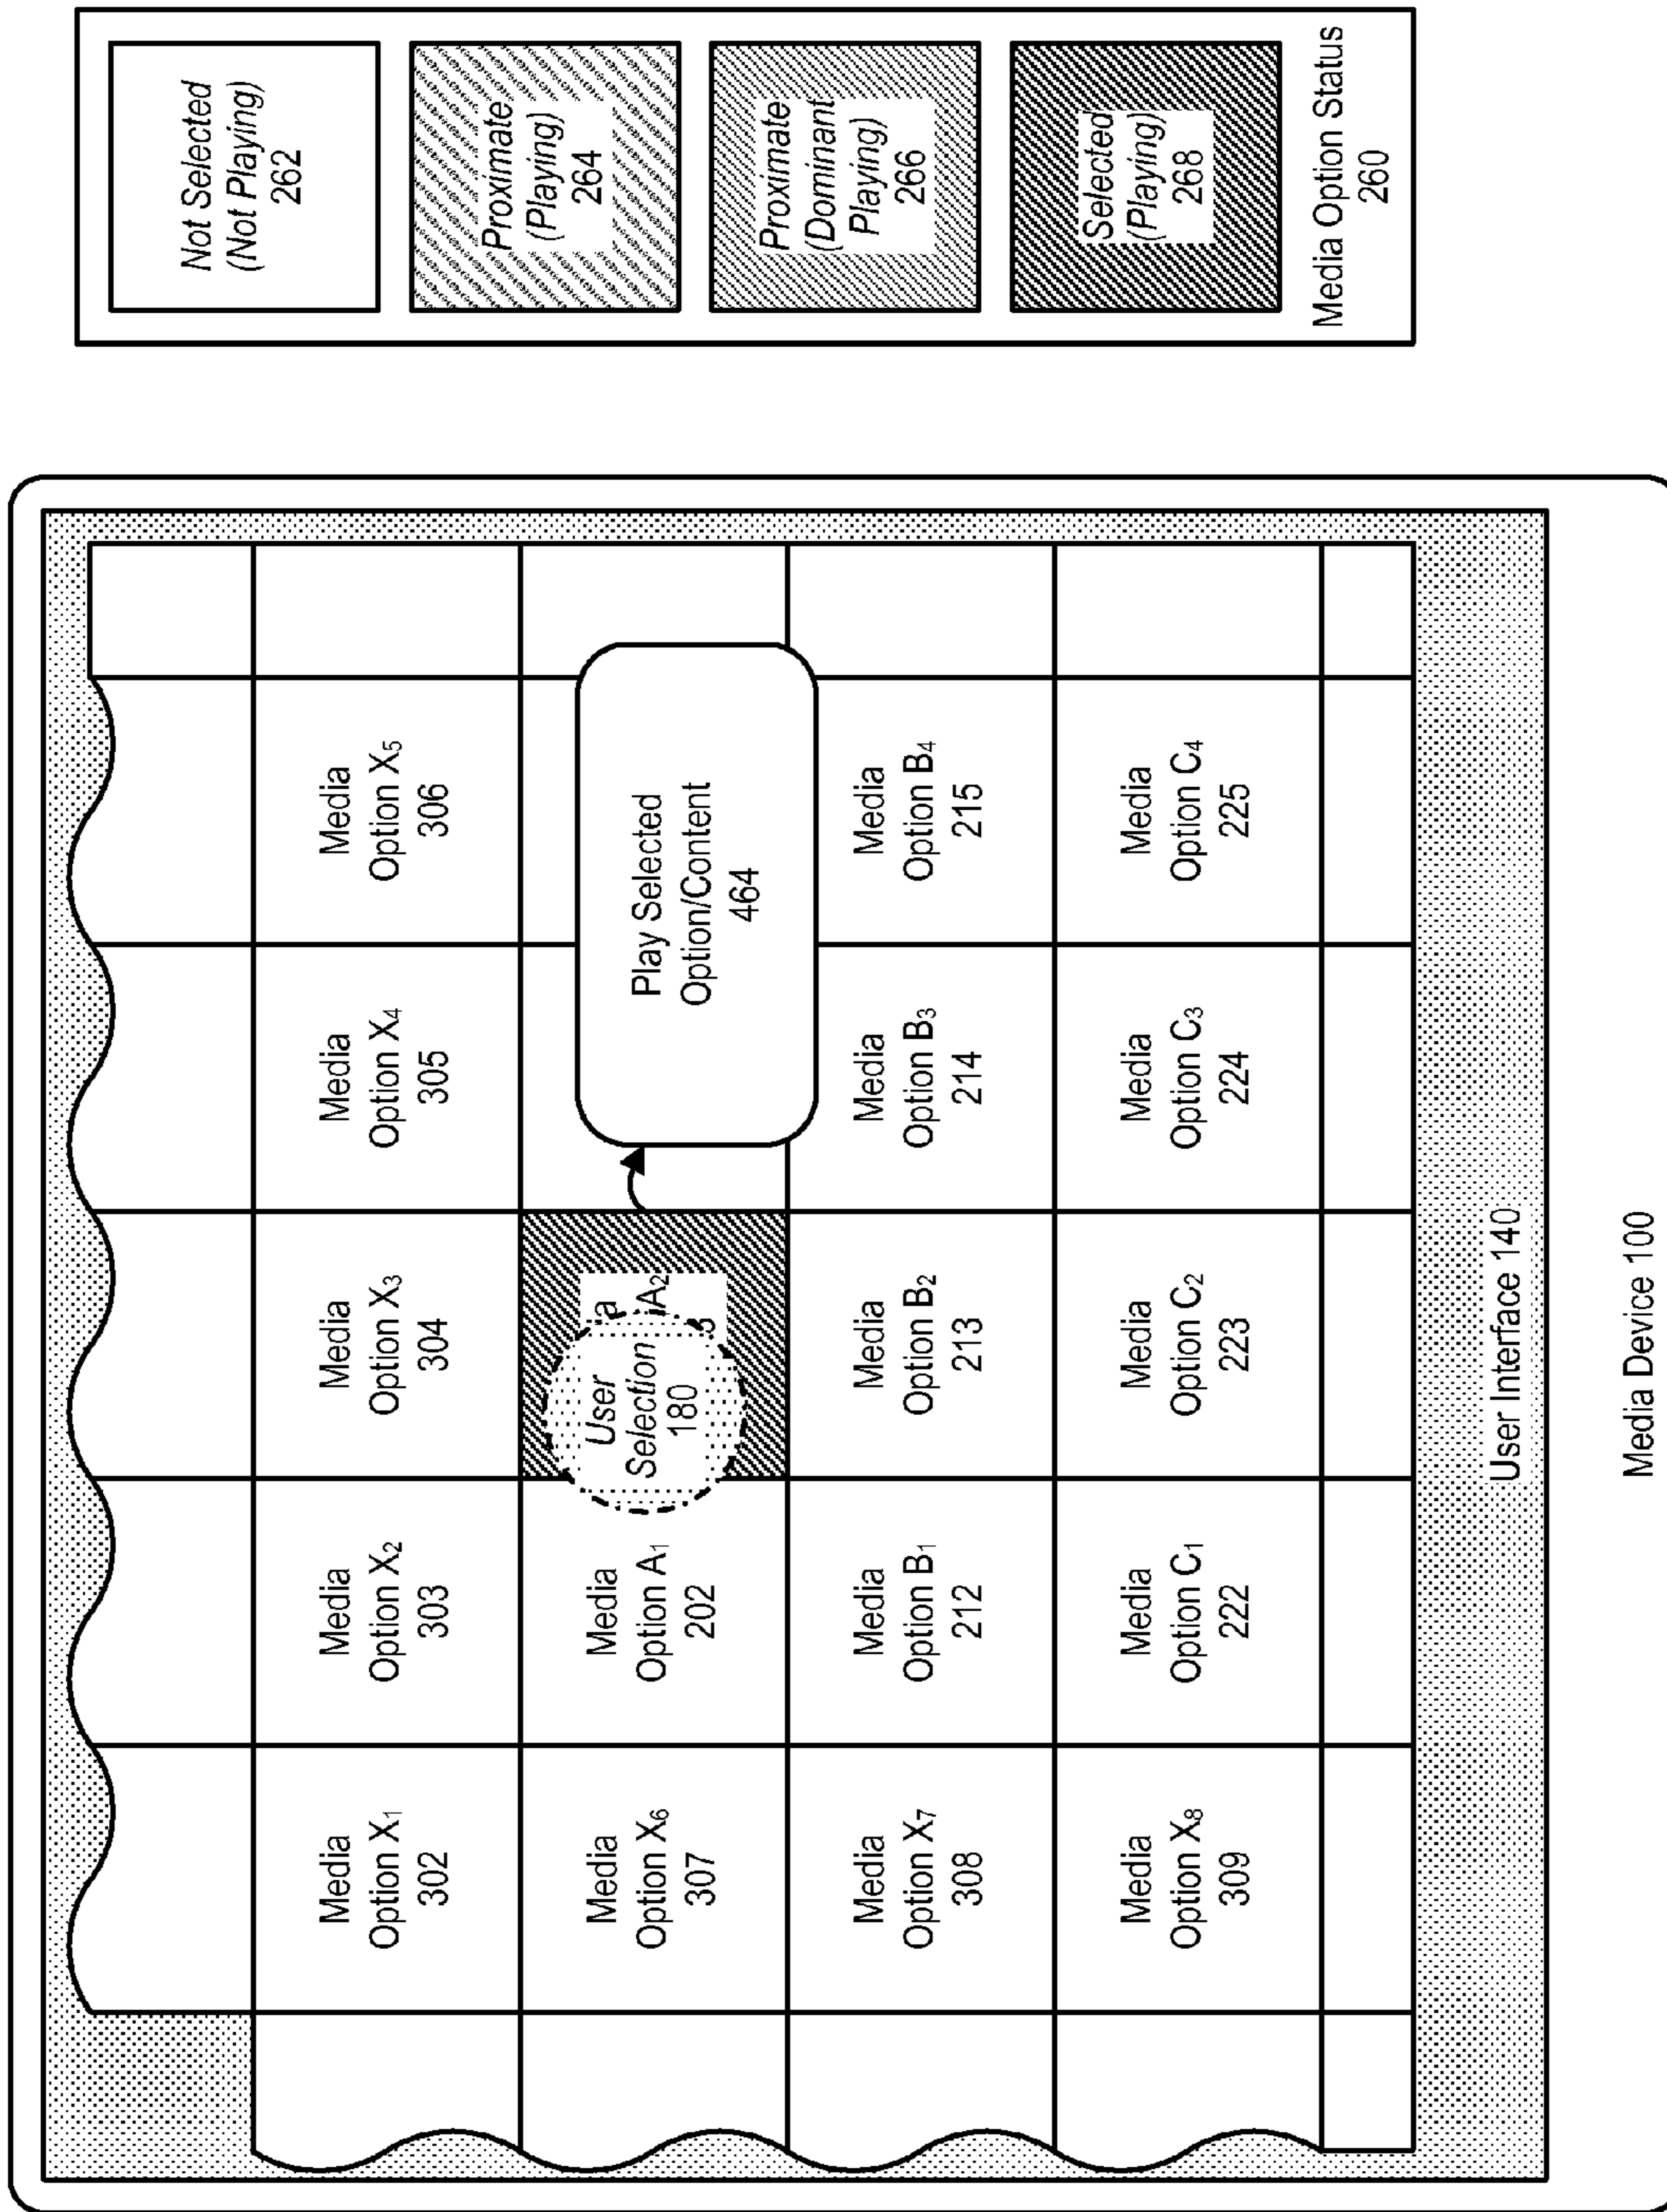 Media
Option X₁
302
Media
Option X₂
303
Media
Option X₃
304
Media
Option X₄
305
Media
Option X₅
306
Media
Option X₆
307
Media
Option A₁
202
User
Selection
180
A₂
Play Selected
Option/Content
464
Media
Option X₇
308
Media
Option B₁
212
Media
Option B₂
213
Media
Option B₃
214
Media
Option B₄
215
Media
Option X₈
309
Media
Option C₁
222
Media
Option C₂
223
Media
Option C₃
224
Media
Option C₄
225
User Interface 140
Media Device 100
Not Selected
(Not Playing)
262
Proximate
(Playing)
264
Proximate
(Dominant
Playing)
266
Selected
(Playing)
268
Media Option Status
260